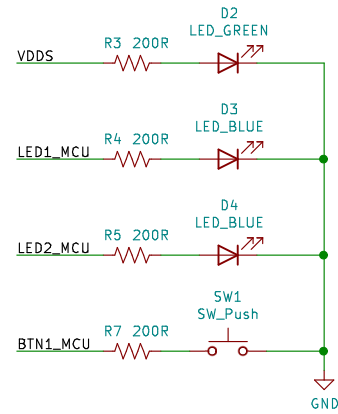 D2
LED_GREEN
R3 200R
VDDS
D3
LED_BLUE
R4 200R
LED1_MCU
D4
LED_BLUE
R5 200R
LED2_MCU
SW1
SW_Push
R7 200R
BTN1_MCU
GND